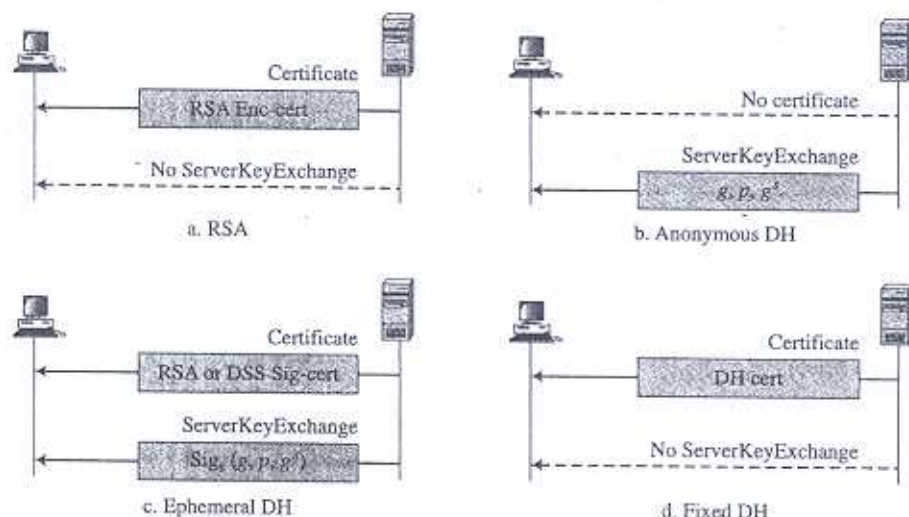 Certificate
RSA Enc-cert
No ServerKeyExchange
a. RSA
No certificate
ServerKeyExchange
g, p, g^s
b. Anonymous DH
Certificate
RSA or DSS Sig-cert
ServerKeyExchange
Sig_s (g, p, g^s)
c. Ephemeral DH
Certificate
DH cert
No ServerKeyExchange
d. Fixed DH